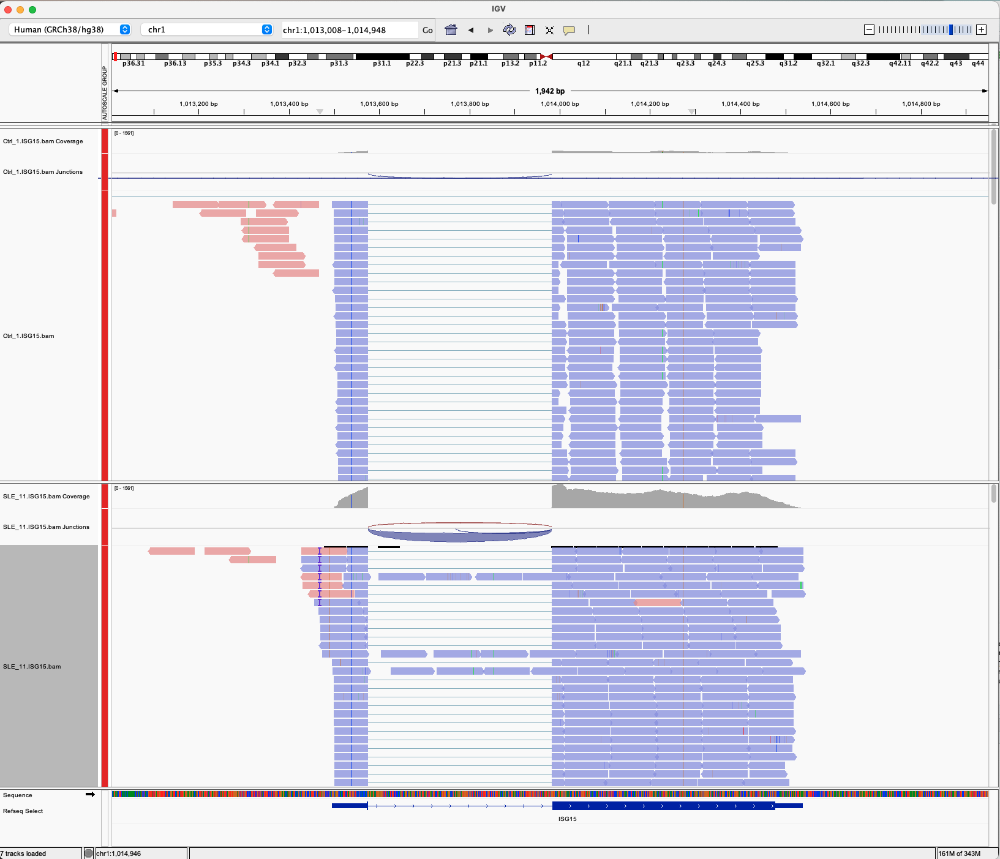 IGV
Human (GRCh38/hg38)
chr1
chr1:1,013,008-1,014,948
Go
p36.31 p36.13 p35.3 p34.3 p34.1 p32.3 p31.3 p31.1 p22.3 p21.3 p21.1 p13.2 p11.2 q12 q21.1 q21.3 q23.3 q24.3 q25.3 q31.2 q32.1 q32.3 q42.11 q42.2 q43 q44
AUTOSCALE GROUP
1,942 bp
1,013,200 bp 1,013,400 bp 1,013,600 bp 1,013,800 bp 1,014,000 bp 1,014,200 bp 1,014,400 bp 1,014,600 bp 1,014,800 bp
[0 - 1561]
Ctrl_1.ISG15.bam Coverage
Ctrl_1.ISG15.bam Junctions
Ctrl_1.ISG15.bam
[0 - 1561]
SLE_11.ISG15.bam Coverage
SLE_11.ISG15.bam Junctions
SLE_11.ISG15.bam
Sequence
Refseq Select
ISG15
7 tracks loaded
chr1:1,014,946
161M of 343M